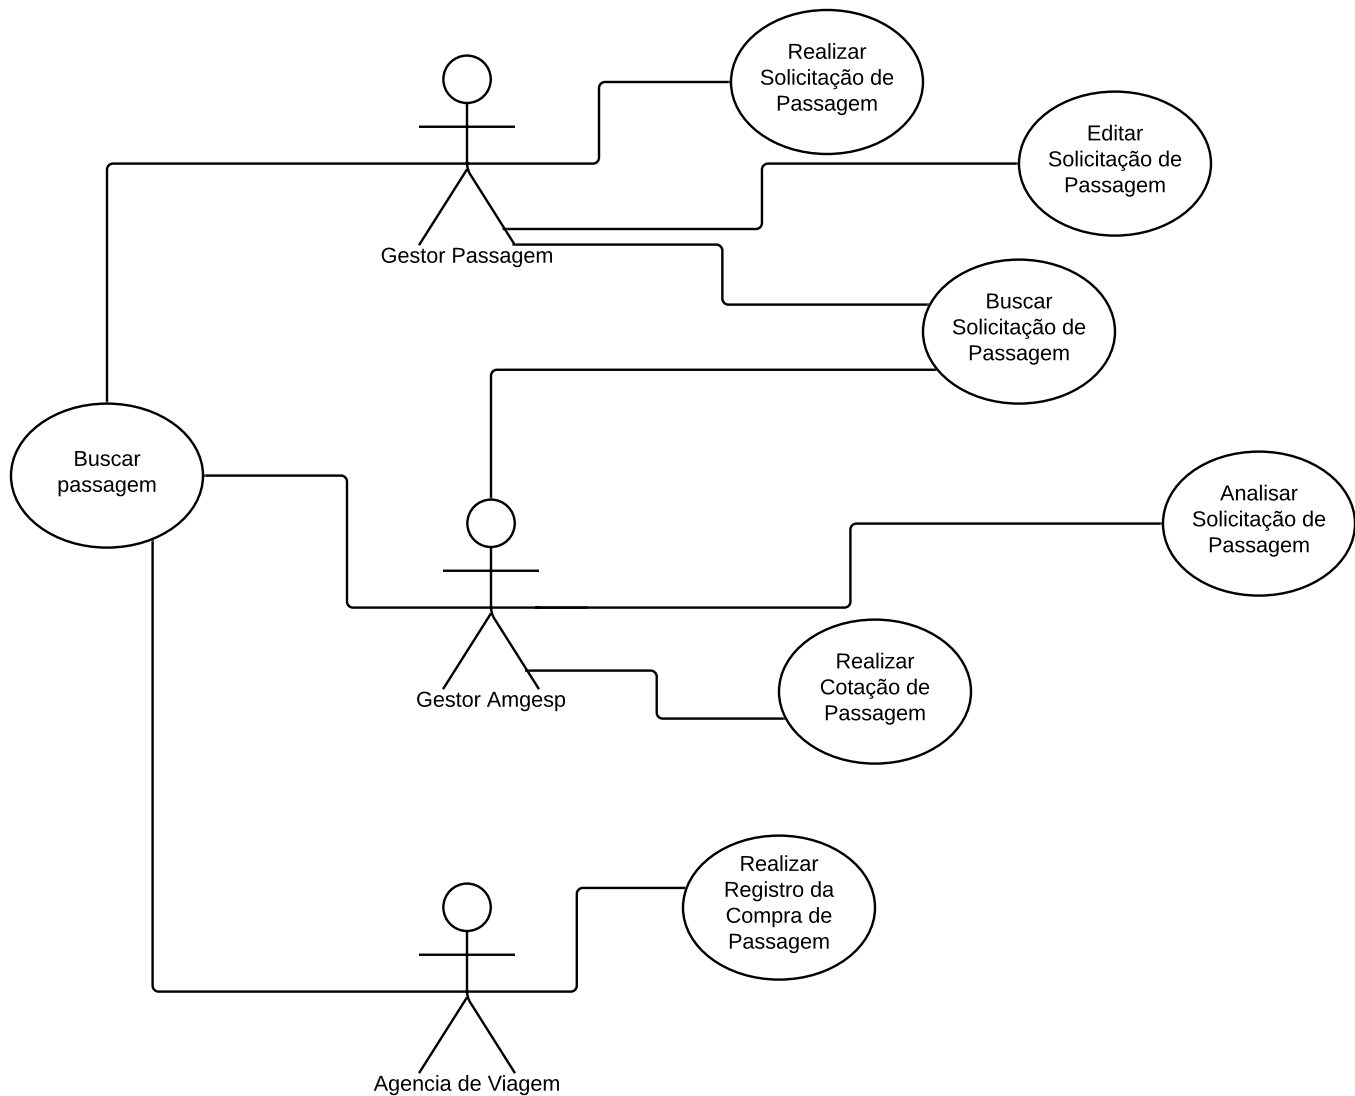 Realizar
Solicitação de
Passagem
Editar
Solicitação de
Passagem
Gestor Passagem
Buscar
Solicitação de
Passagem
Buscar
passagem
Analisar
Solicitação de
Passagem
Gestor Amgesp
Realizar
Cotação de
Passagem
Realizar
Registro da
Compra de
Passagem
Agencia de Viagem